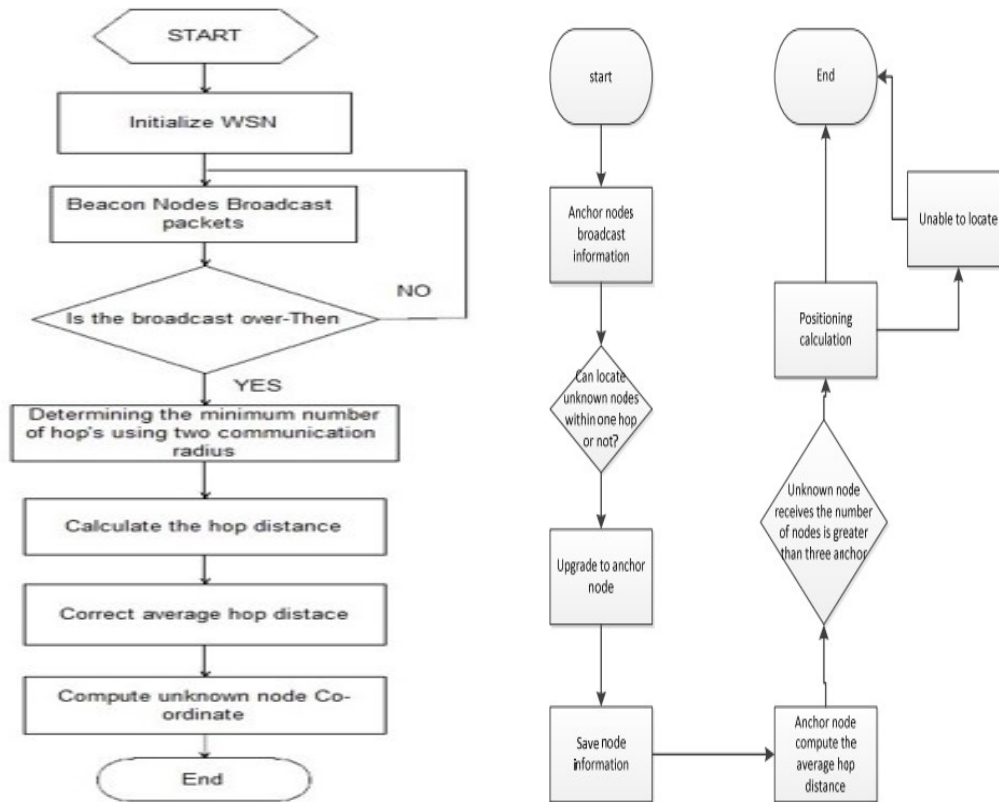 START
Initialize WSN
Beacon Nodes Broadcast
packets
Is the broadcast over-Then
NO
YES
Determining the minimum number
of hop's using two communication
radius
Calculate the hop distance
Correct average hop distace
Compute unknown node Co-
ordinate
End
start
Anchor nodes
broadcast
information
Can locate
unknown nodes
within one hop
or not?
Upgrade to anchor
node
Save node
information
Anchor node
compute the
average hop
distance
Unknown node
receives the number
of nodes is greater
than three anchor
Positioning
calculation
Unable to locate
End